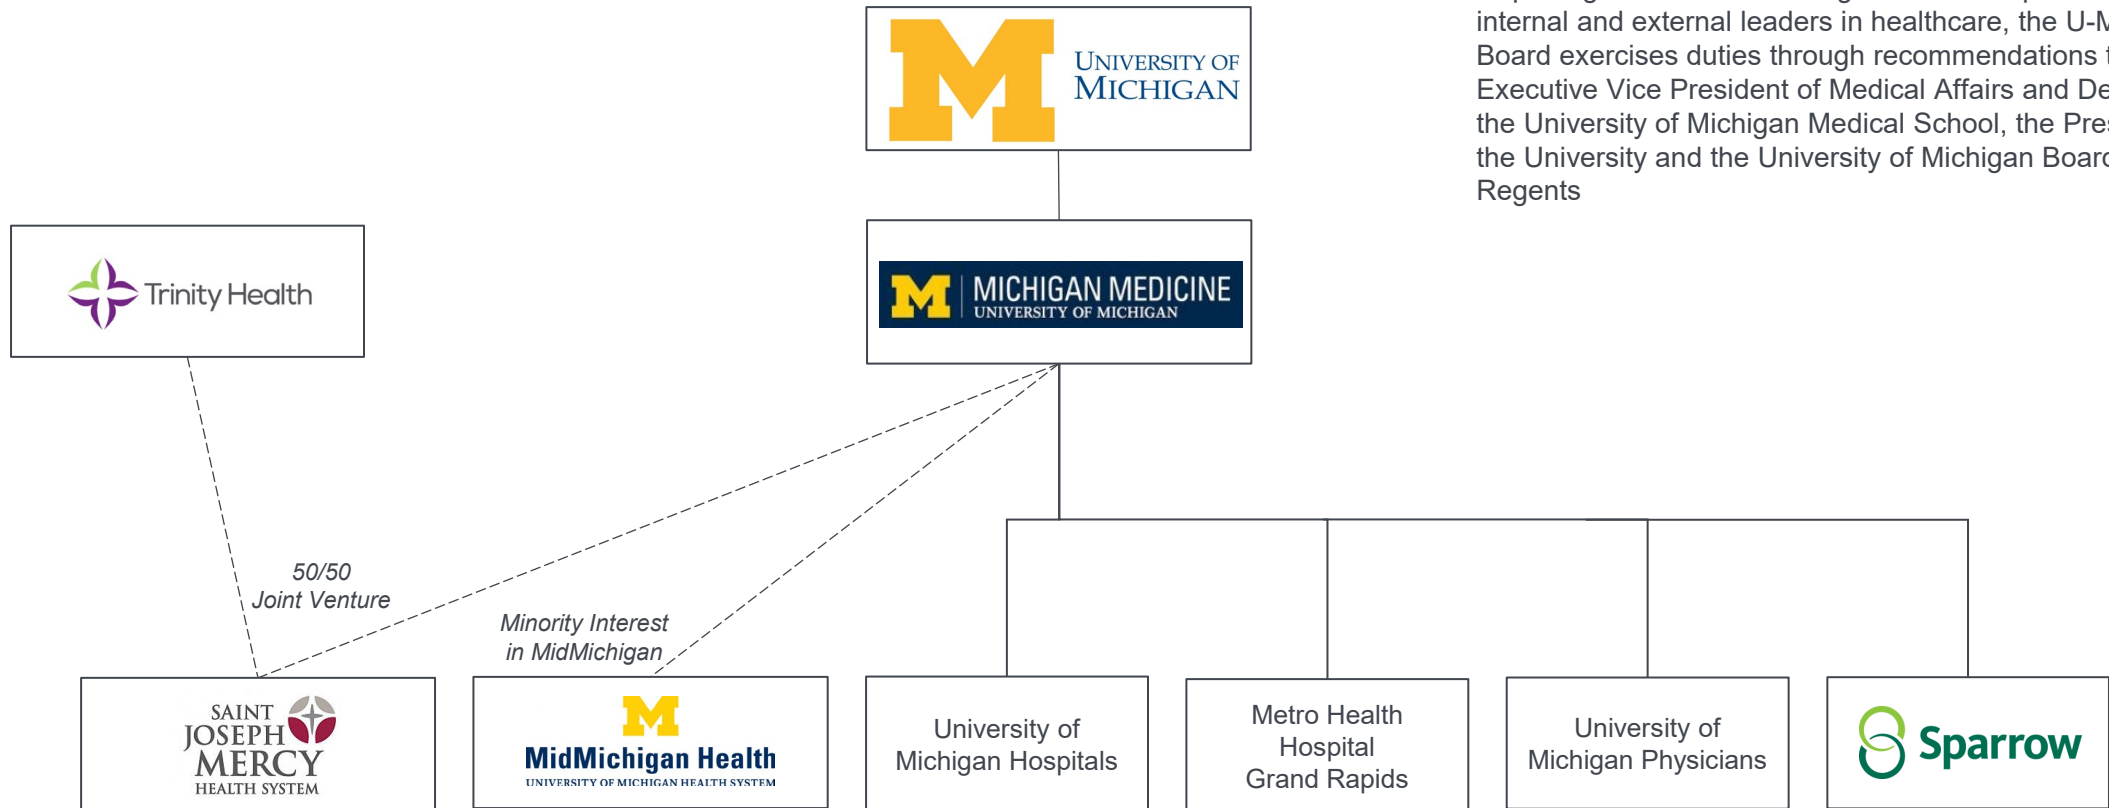 internal and external leaders in healthcare, the
Board exercises duties through recommendations
Executive Vice President of Medical Affairs and
the University of Michigan Medical School, the
the University and the University of Michigan
Regents
UNIVERSITY OF
MICHIGAN
Trinity Health
MICHIGAN MEDICINE
UNIVERSITY OF MICHIGAN
50/50
Joint Venture
Minority Interest
in MidMichigan
SAINT
JOSEPH
MERCY
HEALTH SYSTEM
MidMichigan Health
UNIVERSITY OF MICHIGAN HEALTH SYSTEM
University of
Michigan Hospitals
Metro Health
Hospital
Grand Rapids
University of
Michigan Physicians
Sparrow